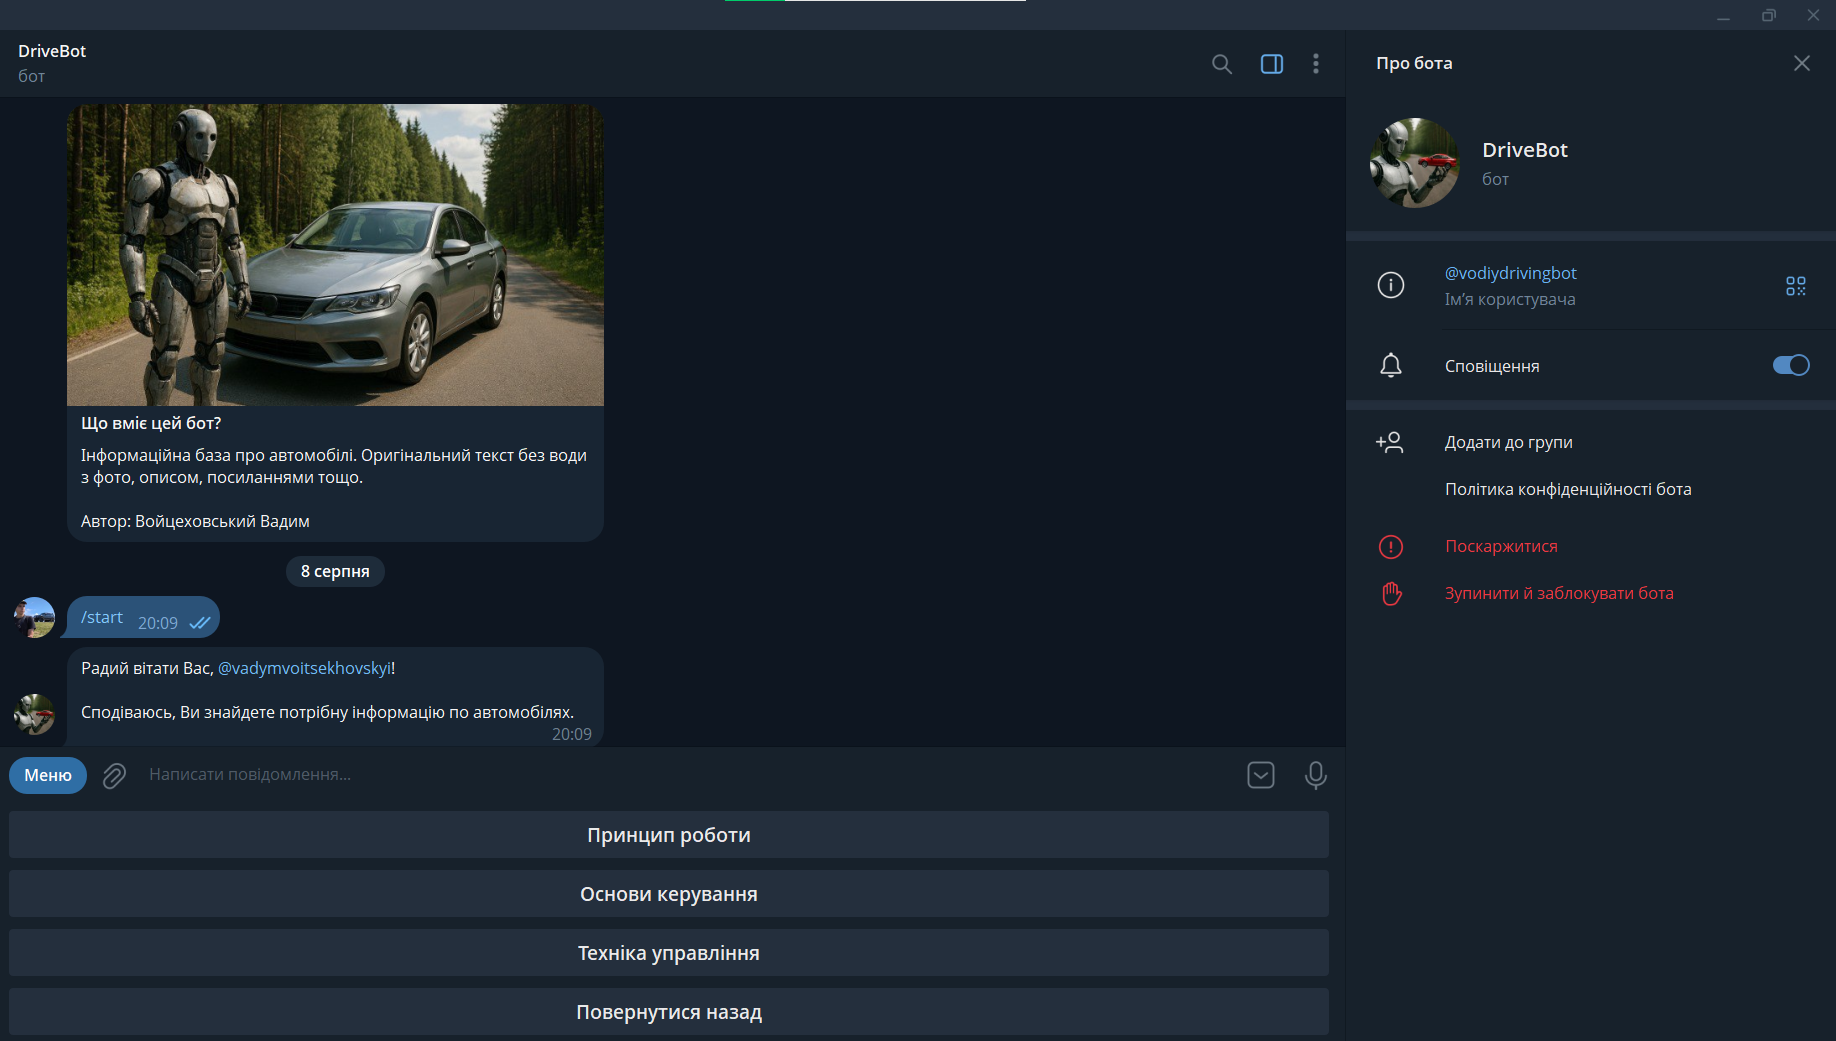 DriveBot
бот
Що вміє цей бот?
Інформаційна база про автомобілі. Оригінальний текст без води
з фото, описом, посиланнями тощо.
Автор: Войцеховський Вадим
8 серпня
/start 20:09
Радий вітати Вас, @vadymvoitsekhovskyi!
Сподіваюсь, Ви знайдете потрібну інформацію по автомобілях.
20:09
Меню
Написати повідомлення...
Принцип роботи
Основи керування
Техніка управління
Повернутися назад
Про бота
DriveBot
бот
@vodiydrivingbot
Ім’я користувача
Сповіщення
Додати до групи
Політика конфіденційності бота
Поскаржитися
Зупинити й заблокувати бота